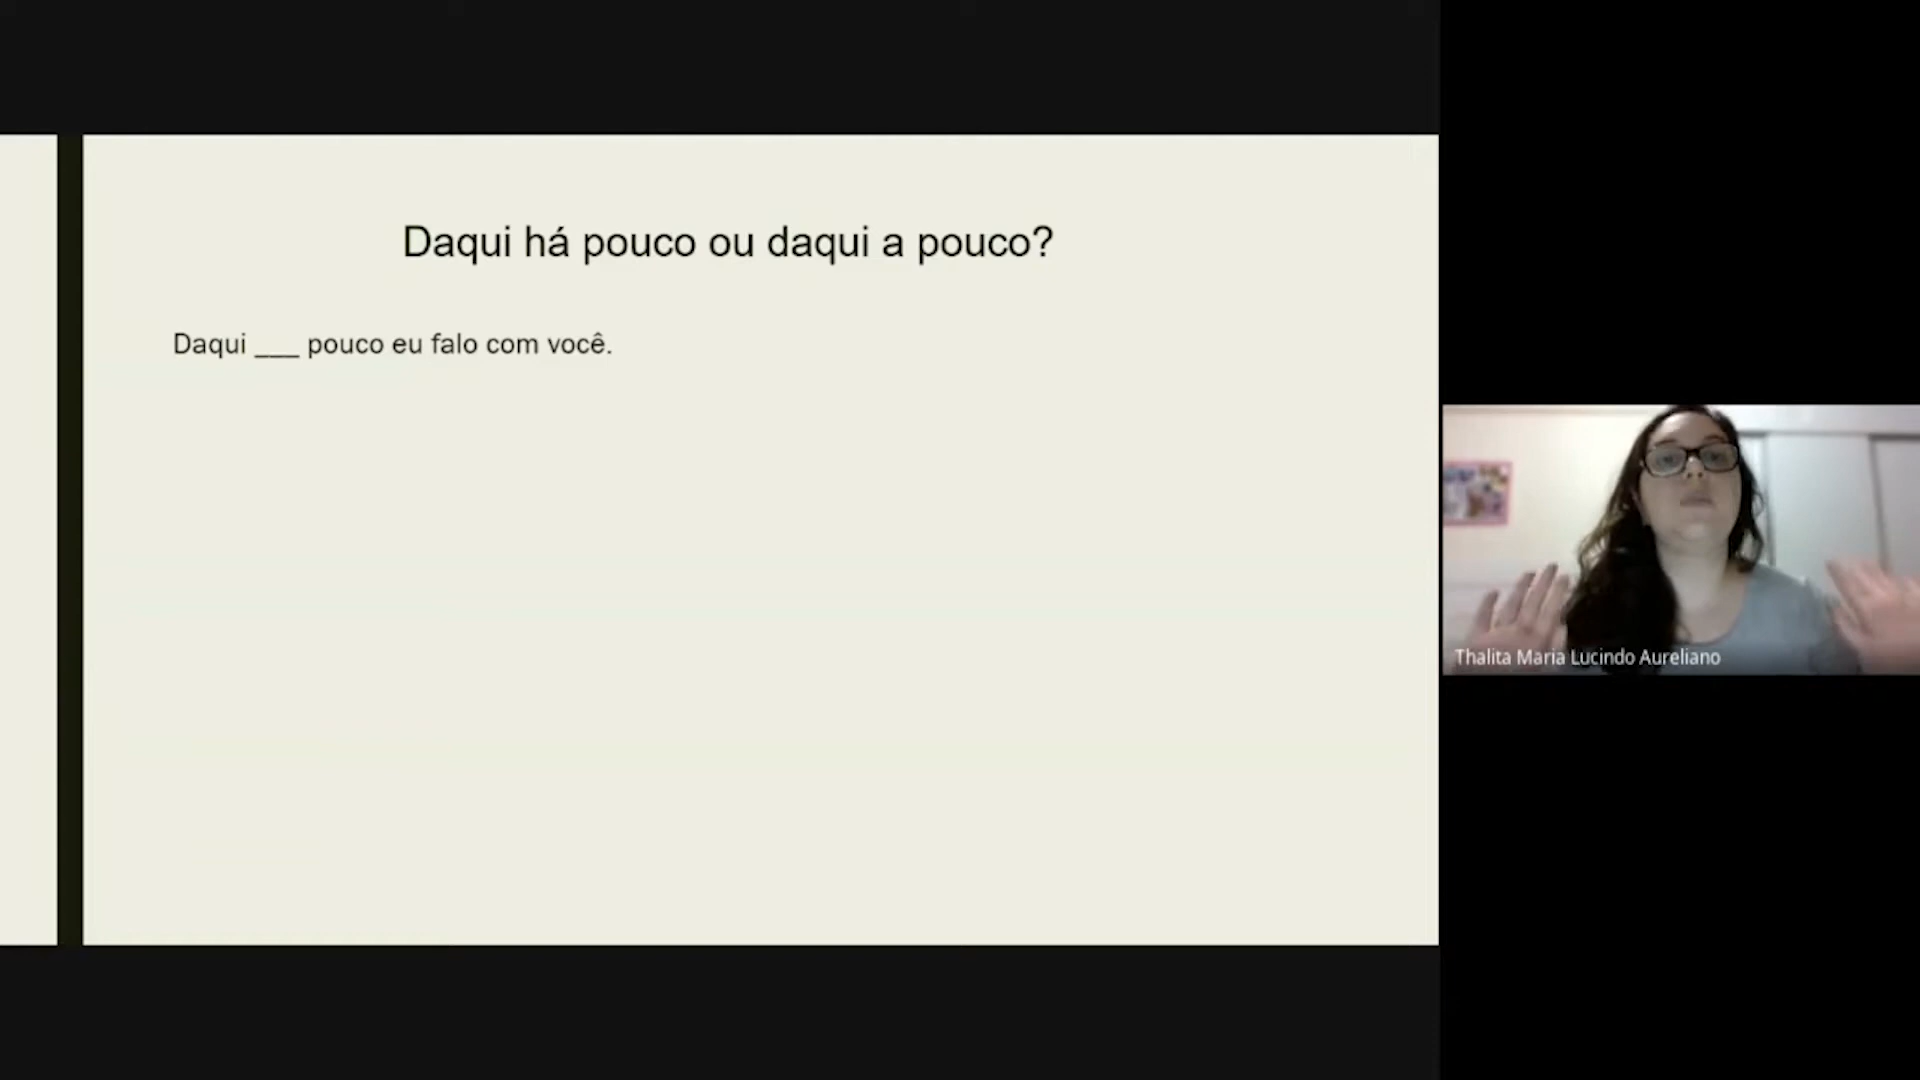 Daqui há pouco ou daqui a pouco?
Daqui ___ pouco eu falo com você.
Thalita Maria Lucindo Aureliano